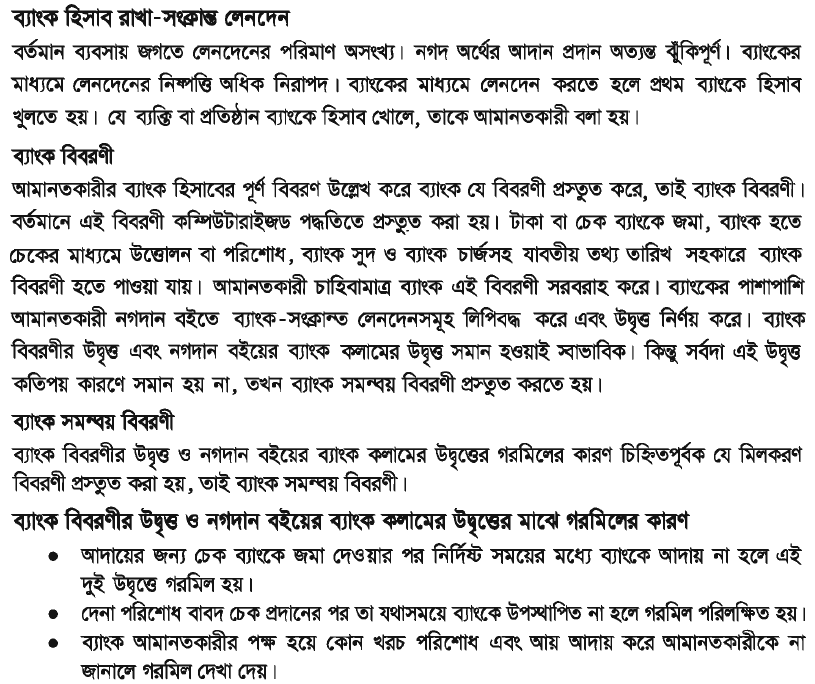 ব্যাংক হিসাব রাখা-সংক্রান্ত লেনদেন
বর্তমান ব্যবসায় জগতে লেনদেনের পরিমাণ অসংখ্য। নগদ অর্থের আদান প্রদান অত্যন্ত ঝুঁকিপূর্ণ। ব্যাংকের
মাধ্যমে লেনদেনের নিষ্পত্তি অধিক নিরাপদ। ব্যাংকের মাধ্যমে লেনদেন করতে হলে প্রথম ব্যাংকে হিসাব
খুলতে হয়। যে ব্যক্তি বা প্রতিষ্ঠান ব্যাংকে হিসাব খোলে, তাকে আমানতকারী বলা হয়।
ব্যাংক বিবরণী
আমানতকারীর ব্যাংক হিসাবের পূর্ণ বিবরণ উল্লেখ করে ব্যাংক যে বিবরণী প্রস্তুত করে, তাই ব্যাংক বিবরণী।
বর্তমানে এই বিবরণী কম্পিউটারাইজড পদ্ধতিতে প্রস্তুত করা হয়। টাকা বা চেক ব্যাংকে জমা, ব্যাংক হতে
চেকের মাধ্যমে উত্তোলন বা পরিশোধ, ব্যাংক সুদ ও ব্যাংক চার্জসহ যাবতীয় তথ্য তারিখ সহকারে ব্যাংক
বিবরণী হতে পাওয়া যায়। আমানতকারী চাহিবামাত্র ব্যাংক এই বিবরণী সরবরাহ করে। ব্যাংকের পাশাপাশি
আমানতকারী নগদান বইতে ব্যাংক-সংক্রান্ত লেনদেনসমূহ লিপিবদ্ধ করে এবং উদ্বৃত্ত নির্ণয় করে। ব্যাংক
বিবরণীর উদ্বৃত্ত এবং নগদান বইয়ের ব্যাংক কলামের উদ্বৃত্ত সমান হওয়াই স্বাভাবিক। কিন্তু সর্বদা এই উদ্বৃত্ত
কতিপয় কারণে সমান হয় না, তখন ব্যাংক সমন্বয় বিবরণী প্রস্তুত করতে হয়।
ব্যাংক সমন্বয় বিবরণী
ব্যাংক বিবরণীর উদ্বৃত্ত ও নগদান বইয়ের ব্যাংক কলামের উদ্বৃত্তের গরমিলের কারণ চিহ্নিতপূর্বক যে মিলকরণ
বিবরণী প্রস্তুত করা হয়, তাই ব্যাংক সমন্বয় বিবরণী।
ব্যাংক বিবরণীর উদ্বৃত্ত ও নগদান বইয়ের ব্যাংক কলামের উদ্বৃত্তের মাঝে গরমিলের কারণ
• আদায়ের জন্য চেক ব্যাংকে জমা দেওয়ার পর নির্দিষ্ট সময়ের মধ্যে ব্যাংকে আদায় না হলে এই
দুই উদ্বৃত্তে গরমিল হয়।
• দেনা পরিশোধ বাবদ চেক প্রদানের পর তা যথাসময়ে ব্যাংকে উপস্থাপিত না হলে গরমিল পরিলক্ষিত হয়।
• ব্যাংক আমানতকারীর পক্ষ হয়ে কোন খরচ পরিশোধ এবং আয় আদায় করে আমানতকারীকে না
জানালে গরমিল দেখা দেয়।